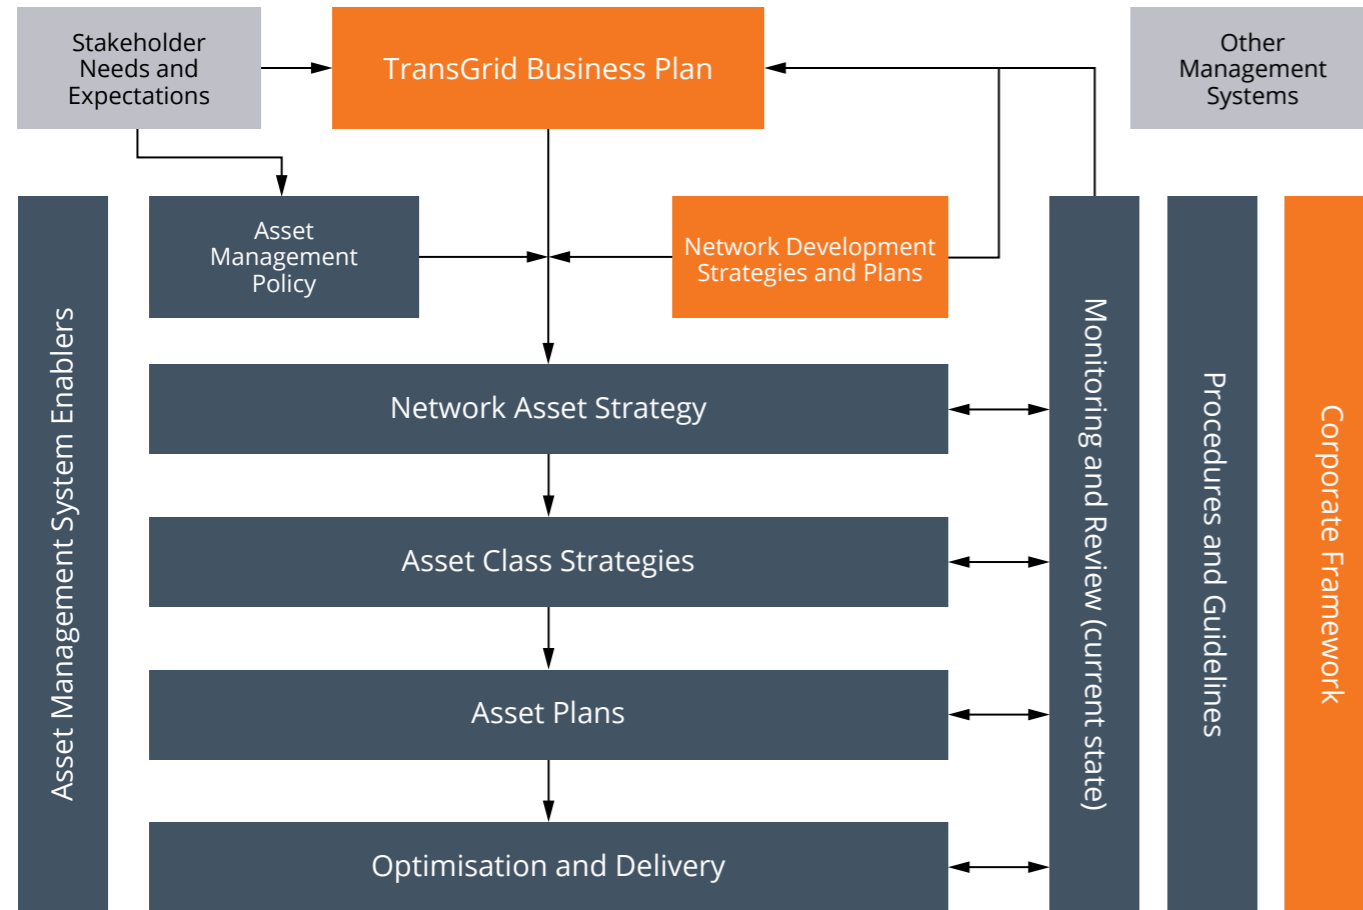 Stakeholder
Needs and
Expectations
TransGrid Business Plan
Other
Management
Systems
Asset Management System Enablers
Asset
Management
Policy
Network Development
Strategies and Plans
Network Asset Strategy
Asset Class Strategies
Asset Plans
Optimisation and Delivery
Monitoring and Review (current state)
Procedures and Guidelines
Corporate Framework